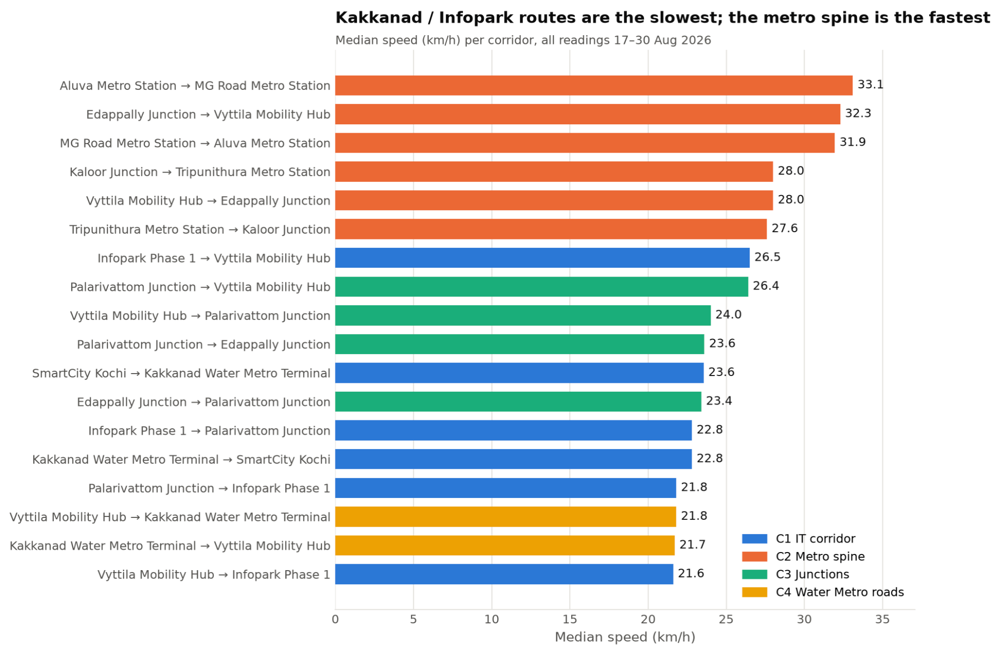 Kakkanad / Infopark routes are the slowest; the metro spine is the fastest
Median speed (km/h) per corridor, all readings 17–30 Aug 2026
Aluva Metro Station → MG Road Metro Station 33.1
Edappally Junction → Vyttila Mobility Hub 32.3
MG Road Metro Station → Aluva Metro Station 31.9
Kaloor Junction → Tripunithura Metro Station 28.0
Vyttila Mobility Hub → Edappally Junction 28.0
Tripunithura Metro Station → Kaloor Junction 27.6
Infopark Phase 1 → Vyttila Mobility Hub 26.5
Palarivattom Junction → Vyttila Mobility Hub 26.4
Vyttila Mobility Hub → Palarivattom Junction 24.0
Palarivattom Junction → Edappally Junction 23.6
SmartCity Kochi → Kakkanad Water Metro Terminal 23.6
Edappally Junction → Palarivattom Junction 23.4
Infopark Phase 1 → Palarivattom Junction 22.8
Kakkanad Water Metro Terminal → SmartCity Kochi 22.8
Palarivattom Junction → Infopark Phase 1 21.8
Vyttila Mobility Hub → Kakkanad Water Metro Terminal 21.8
Kakkanad Water Metro Terminal → Vyttila Mobility Hub 21.7
Vyttila Mobility Hub → Infopark Phase 1 21.6
C1 IT corridor
C2 Metro spine
C3 Junctions
C4 Water Metro roads
0 5 10 15 20 25 30 35
Median speed (km/h)